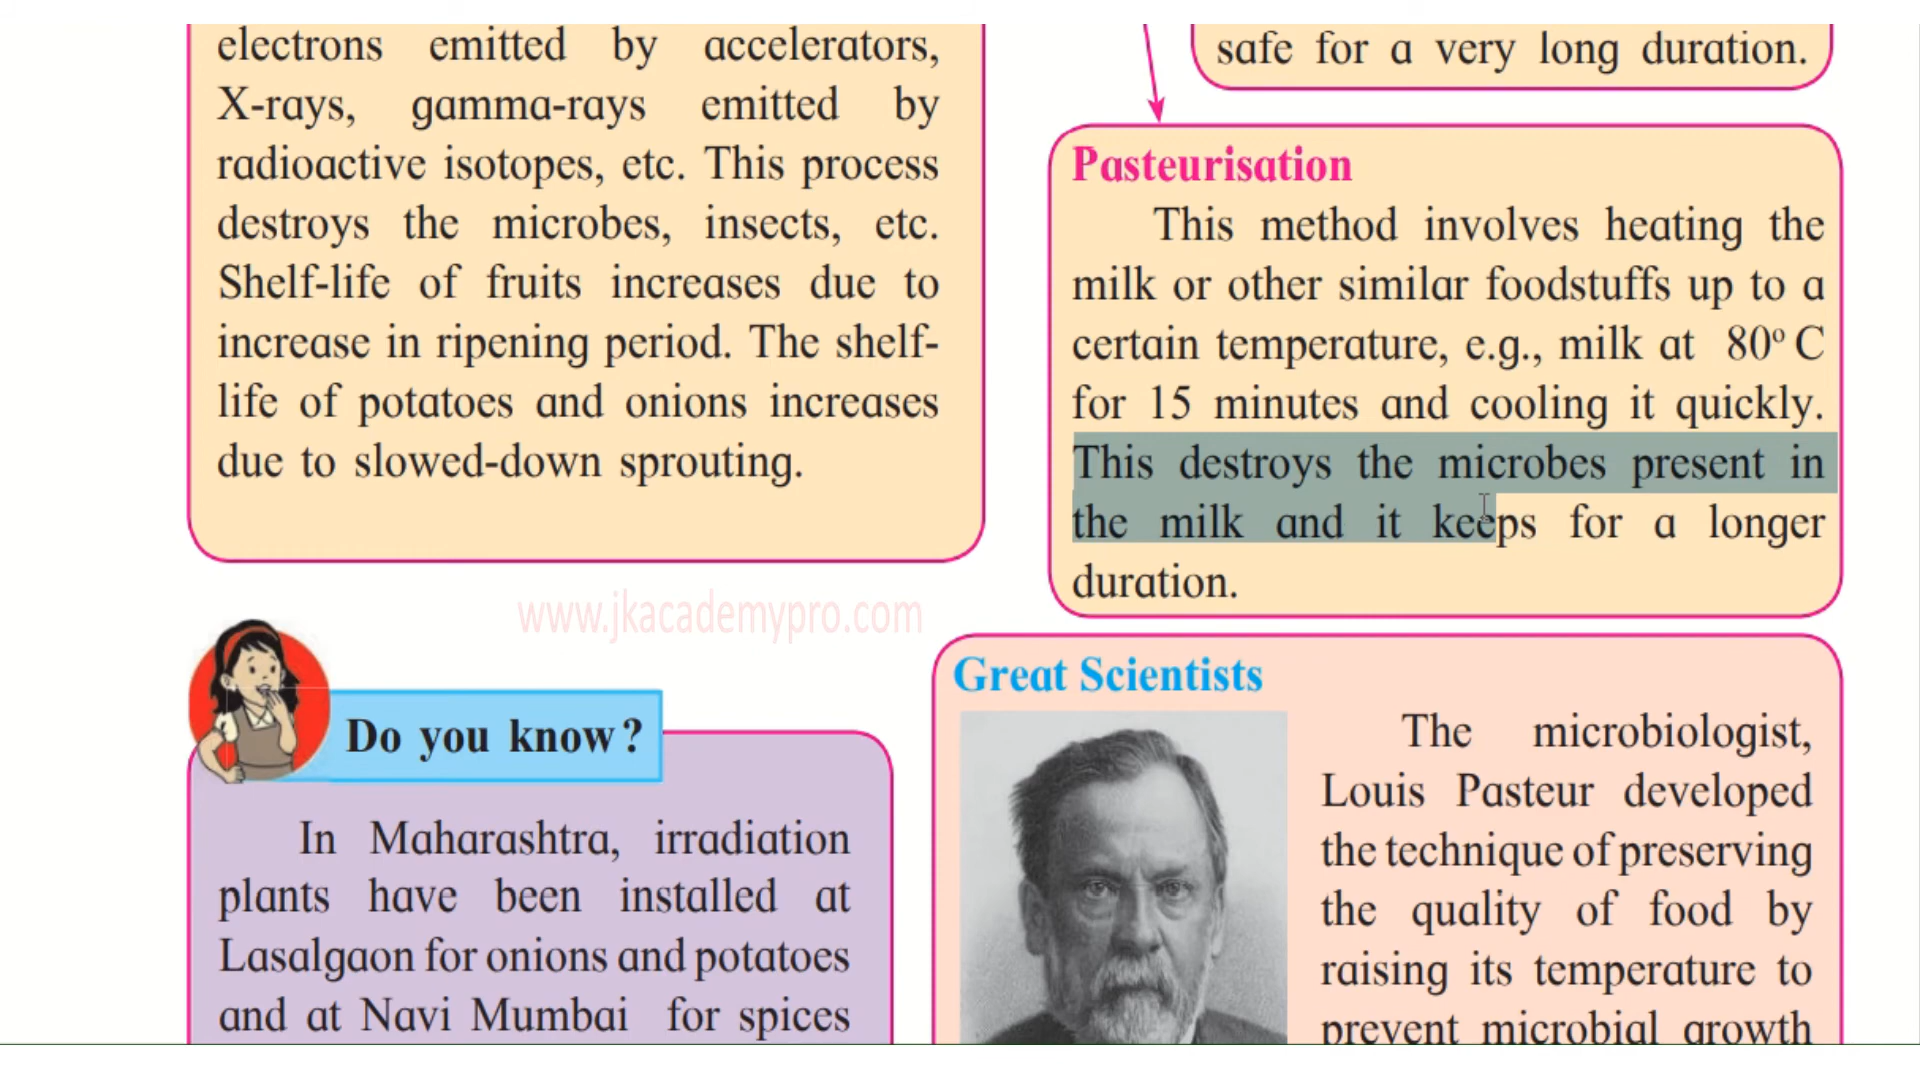 electrons emitted by accelerators,
X-rays, gamma-rays emitted by
radioactive isotopes, etc. This process
destroys the microbes, insects, etc.
Shelf-life of fruits increases due to
increase in ripening period. The shelf-
life of potatoes and onions increases
due to slowed-down sprouting.
safe for a very long duration.
Pasteurisation
This method involves heating the
milk or other similar foodstuffs up to a
certain temperature, e.g., milk at 80º C
for 15 minutes and cooling it quickly.
This destroys the microbes present in
the milk and it keeps for a longer
duration.
www.jkacademypro.com
Do you know?
In Maharashtra, irradiation
plants have been installed at
Lasalgaon for onions and potatoes
and at Navi Mumbai for spices
Great Scientists
The microbiologist,
Louis Pasteur developed
the technique of preserving
the quality of food by
raising its temperature to
prevent microbial growth